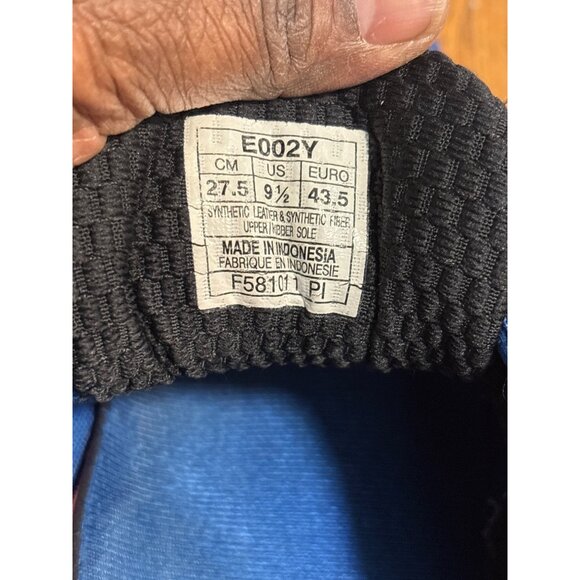 E002Y
CM US EURO
27.5 9½ 43.5
SYNTHETIC LEATER & SYNTHETIC FIBER
UPPER / RUBBER SOLE
MADE IN INDONESIA
FABRIQUE EN INDONESIE
F581011 PI